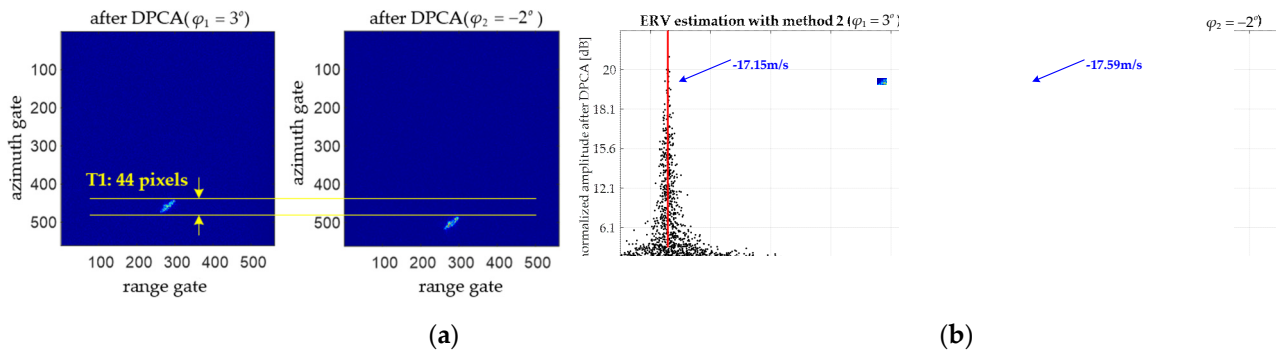 after DPCA(φ₁ = 3°)
azimuth gate
100
200
300
400
500
T1: 44 pixels
100 200 300 400 500
range gate
after DPCA(φ₂ = −2°)
azimuth gate
100
200
300
400
500
100 200 300 400 500
range gate
(a)
ERV estimation with method 2 (φ₁ = 3°)
normalized amplitude after DPCA [dB]
20
18.1
15.6
12.1
6.1
-17.15m/s
φ₂ = −2°)
-17.59m/s
(b)